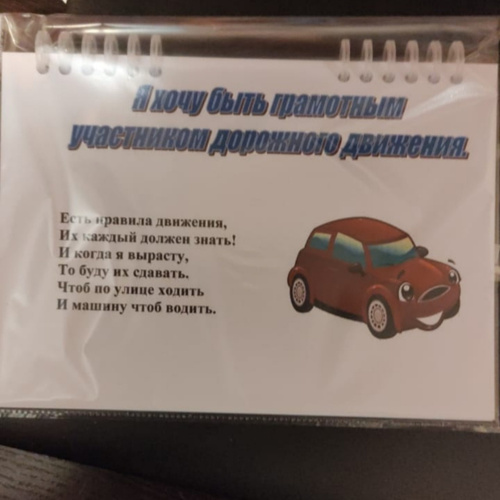 Я хочу быть грамотным
участником дорожного движения.
Есть правила движения,
Их каждый должен знать!
И когда я вырасту,
То буду их сдавать.
Чтоб по улице ходить
И машину чтоб водить.